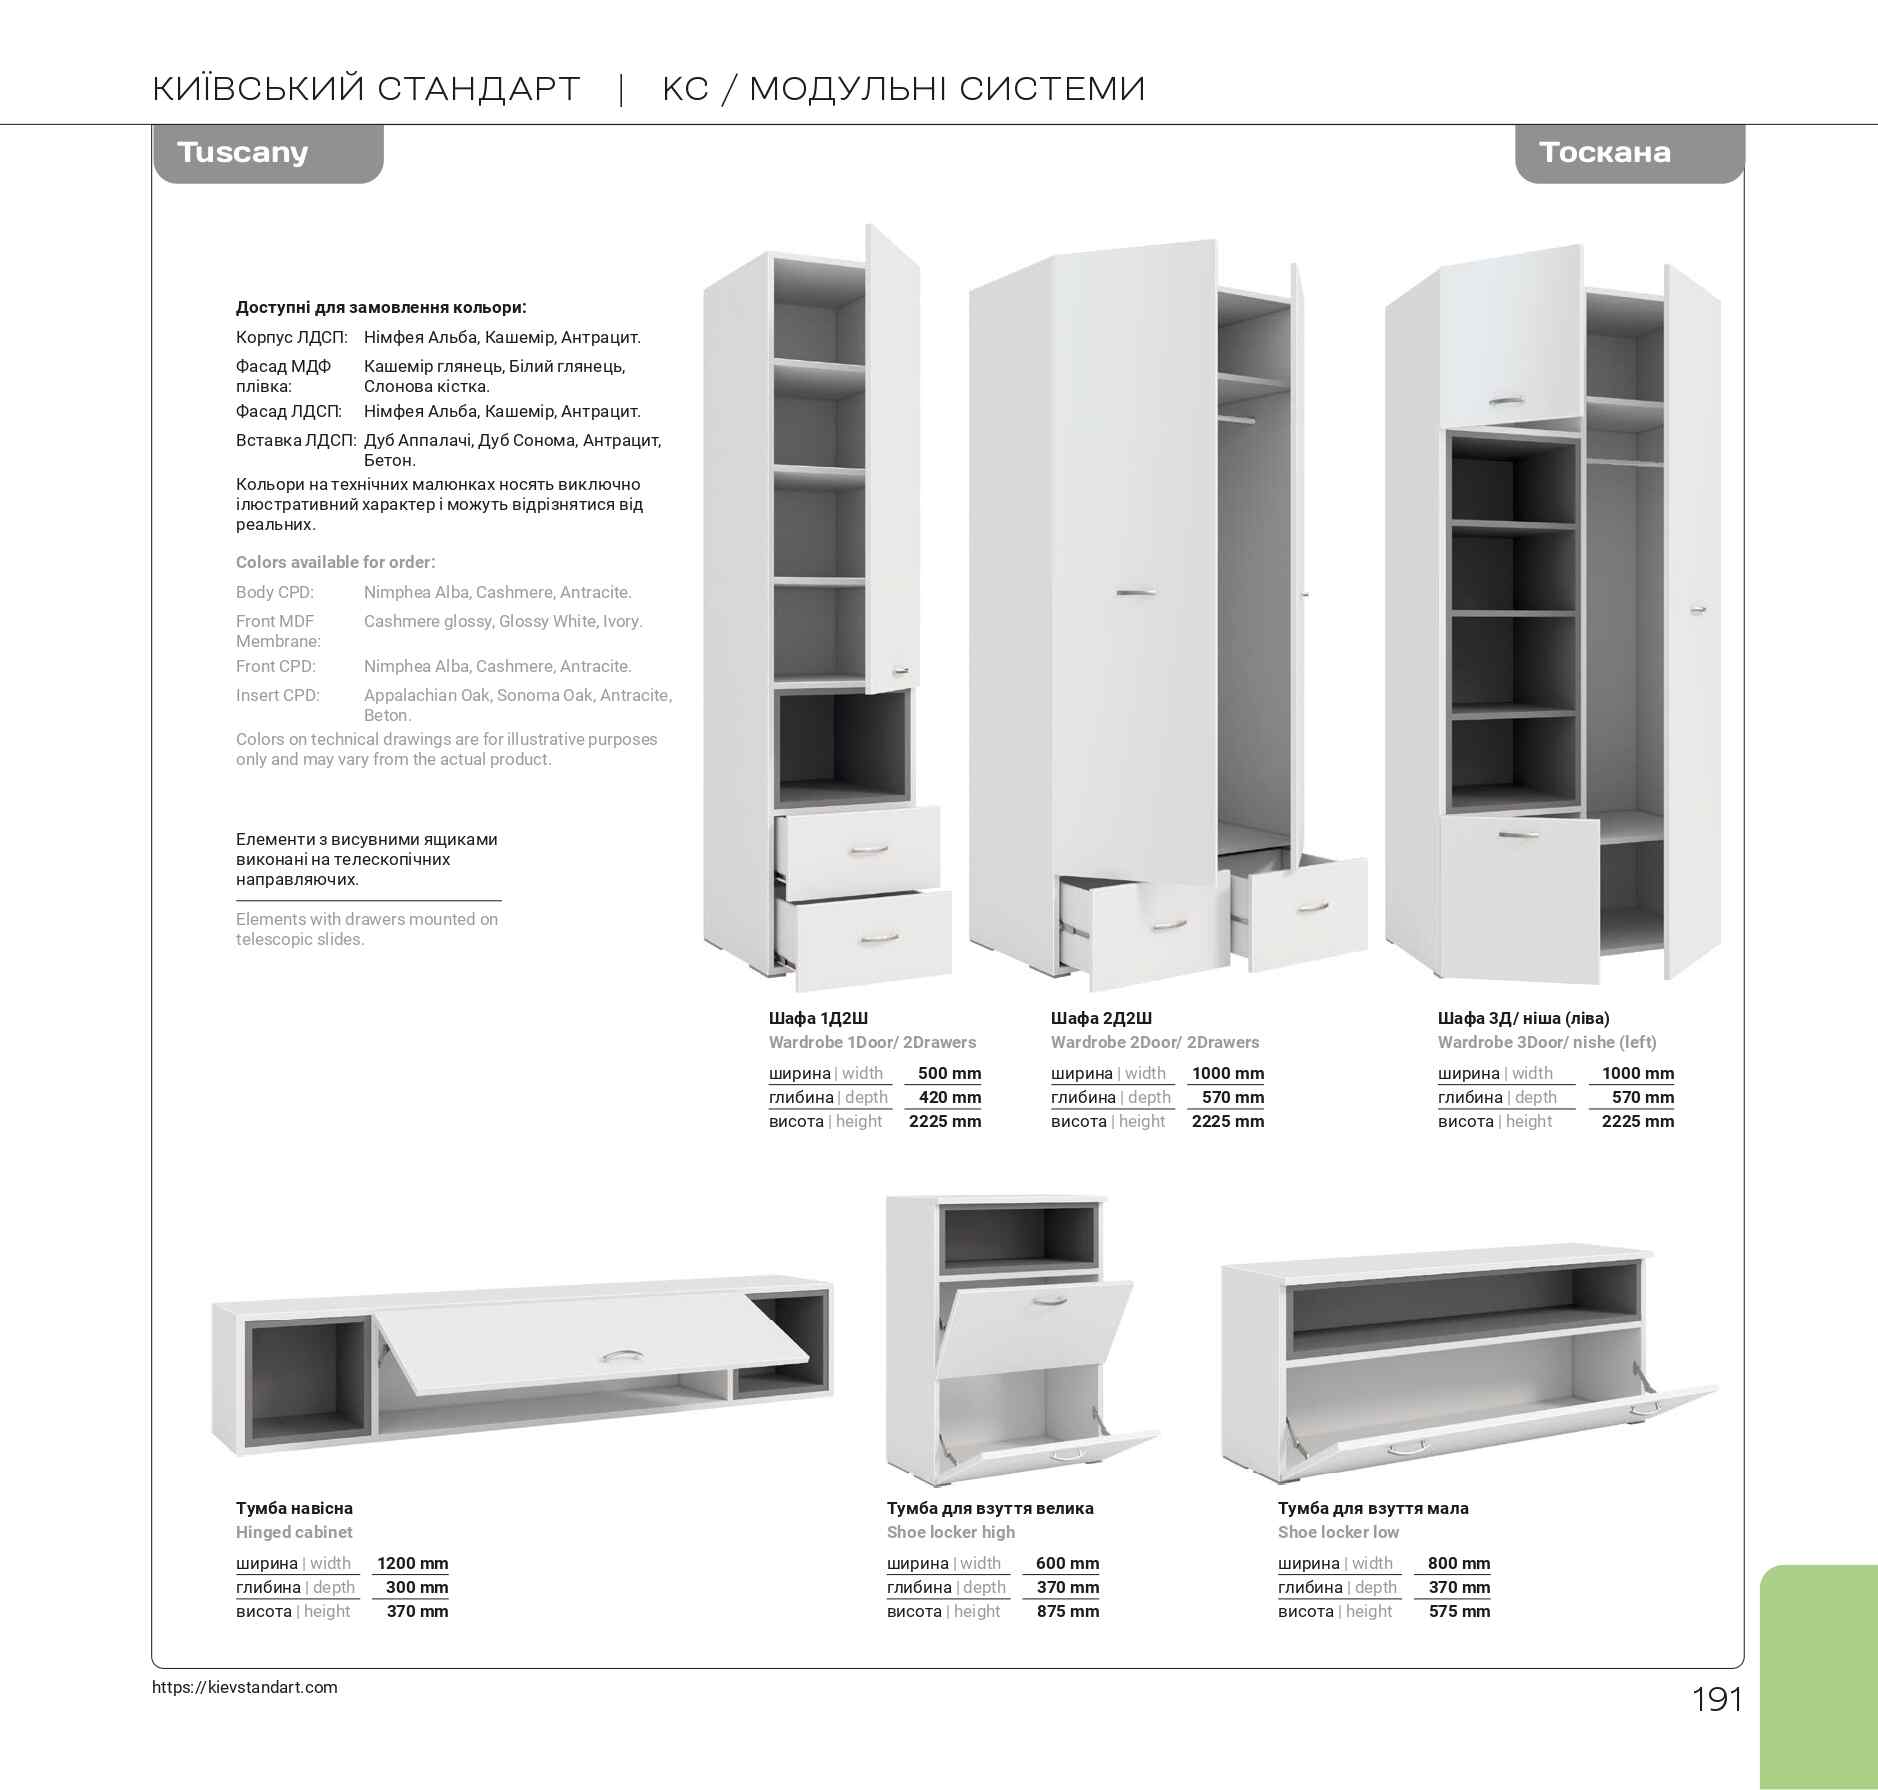 КИЇВСЬКИЙ СТАНДАРТ | КС / МОДУЛЬНІ СИСТЕМИ
Tuscany
Тоскана
Доступні для замовлення кольори:
Корпус ЛДСП: Німфея Альба, Кашемір, Антрацит.
Фасад МДФ плівка: Кашемір глянець, Білий глянець,
Слонова кістка.
Фасад ЛДСП: Німфея Альба, Кашемір, Антрацит.
Вставка ЛДСП: Дуб Аппалачі, Дуб Сонома, Антрацит,
Бетон.
Кольори на технічних малюнках носять виключно
ілюстративний характер і можуть відрізнятися від
реальних.
Colors available for order:
Body CPD: Nimphea Alba, Cashmere, Antracite.
Front MDF Membrane: Cashmere glossy, Glossy White, Ivory.
Front CPD: Nimphea Alba, Cashmere, Antracite.
Insert CPD: Appalachian Oak, Sonoma Oak, Antracite,
Beton.
Colors on technical drawings are for illustrative purposes
only and may vary from the actual product.
Елементи з висувними ящиками
виконані на телескопічних
направляючих.
Elements with drawers mounted on
telescopic slides.
Шафа 1Д2Ш
Wardrobe 1Door/ 2Drawers
ширина | width 500 mm
глибина | depth 420 mm
висота | height 2225 mm
Шафа 2Д2Ш
Wardrobe 2Door/ 2Drawers
ширина | width 1000 mm
глибина | depth 570 mm
висота | height 2225 mm
Шафа 3Д/ ніша (ліва)
Wardrobe 3Door/ nishe (left)
ширина | width 1000 mm
глибина | depth 570 mm
висота | height 2225 mm
Тумба навісна
Hinged cabinet
ширина | width 1200 mm
глибина | depth 300 mm
висота | height 370 mm
Тумба для взуття велика
Shoe locker high
ширина | width 600 mm
глибина | depth 370 mm
висота | height 875 mm
Тумба для взуття мала
Shoe locker low
ширина | width 800 mm
глибина | depth 370 mm
висота | height 575 mm
https://kievstandart.com
191